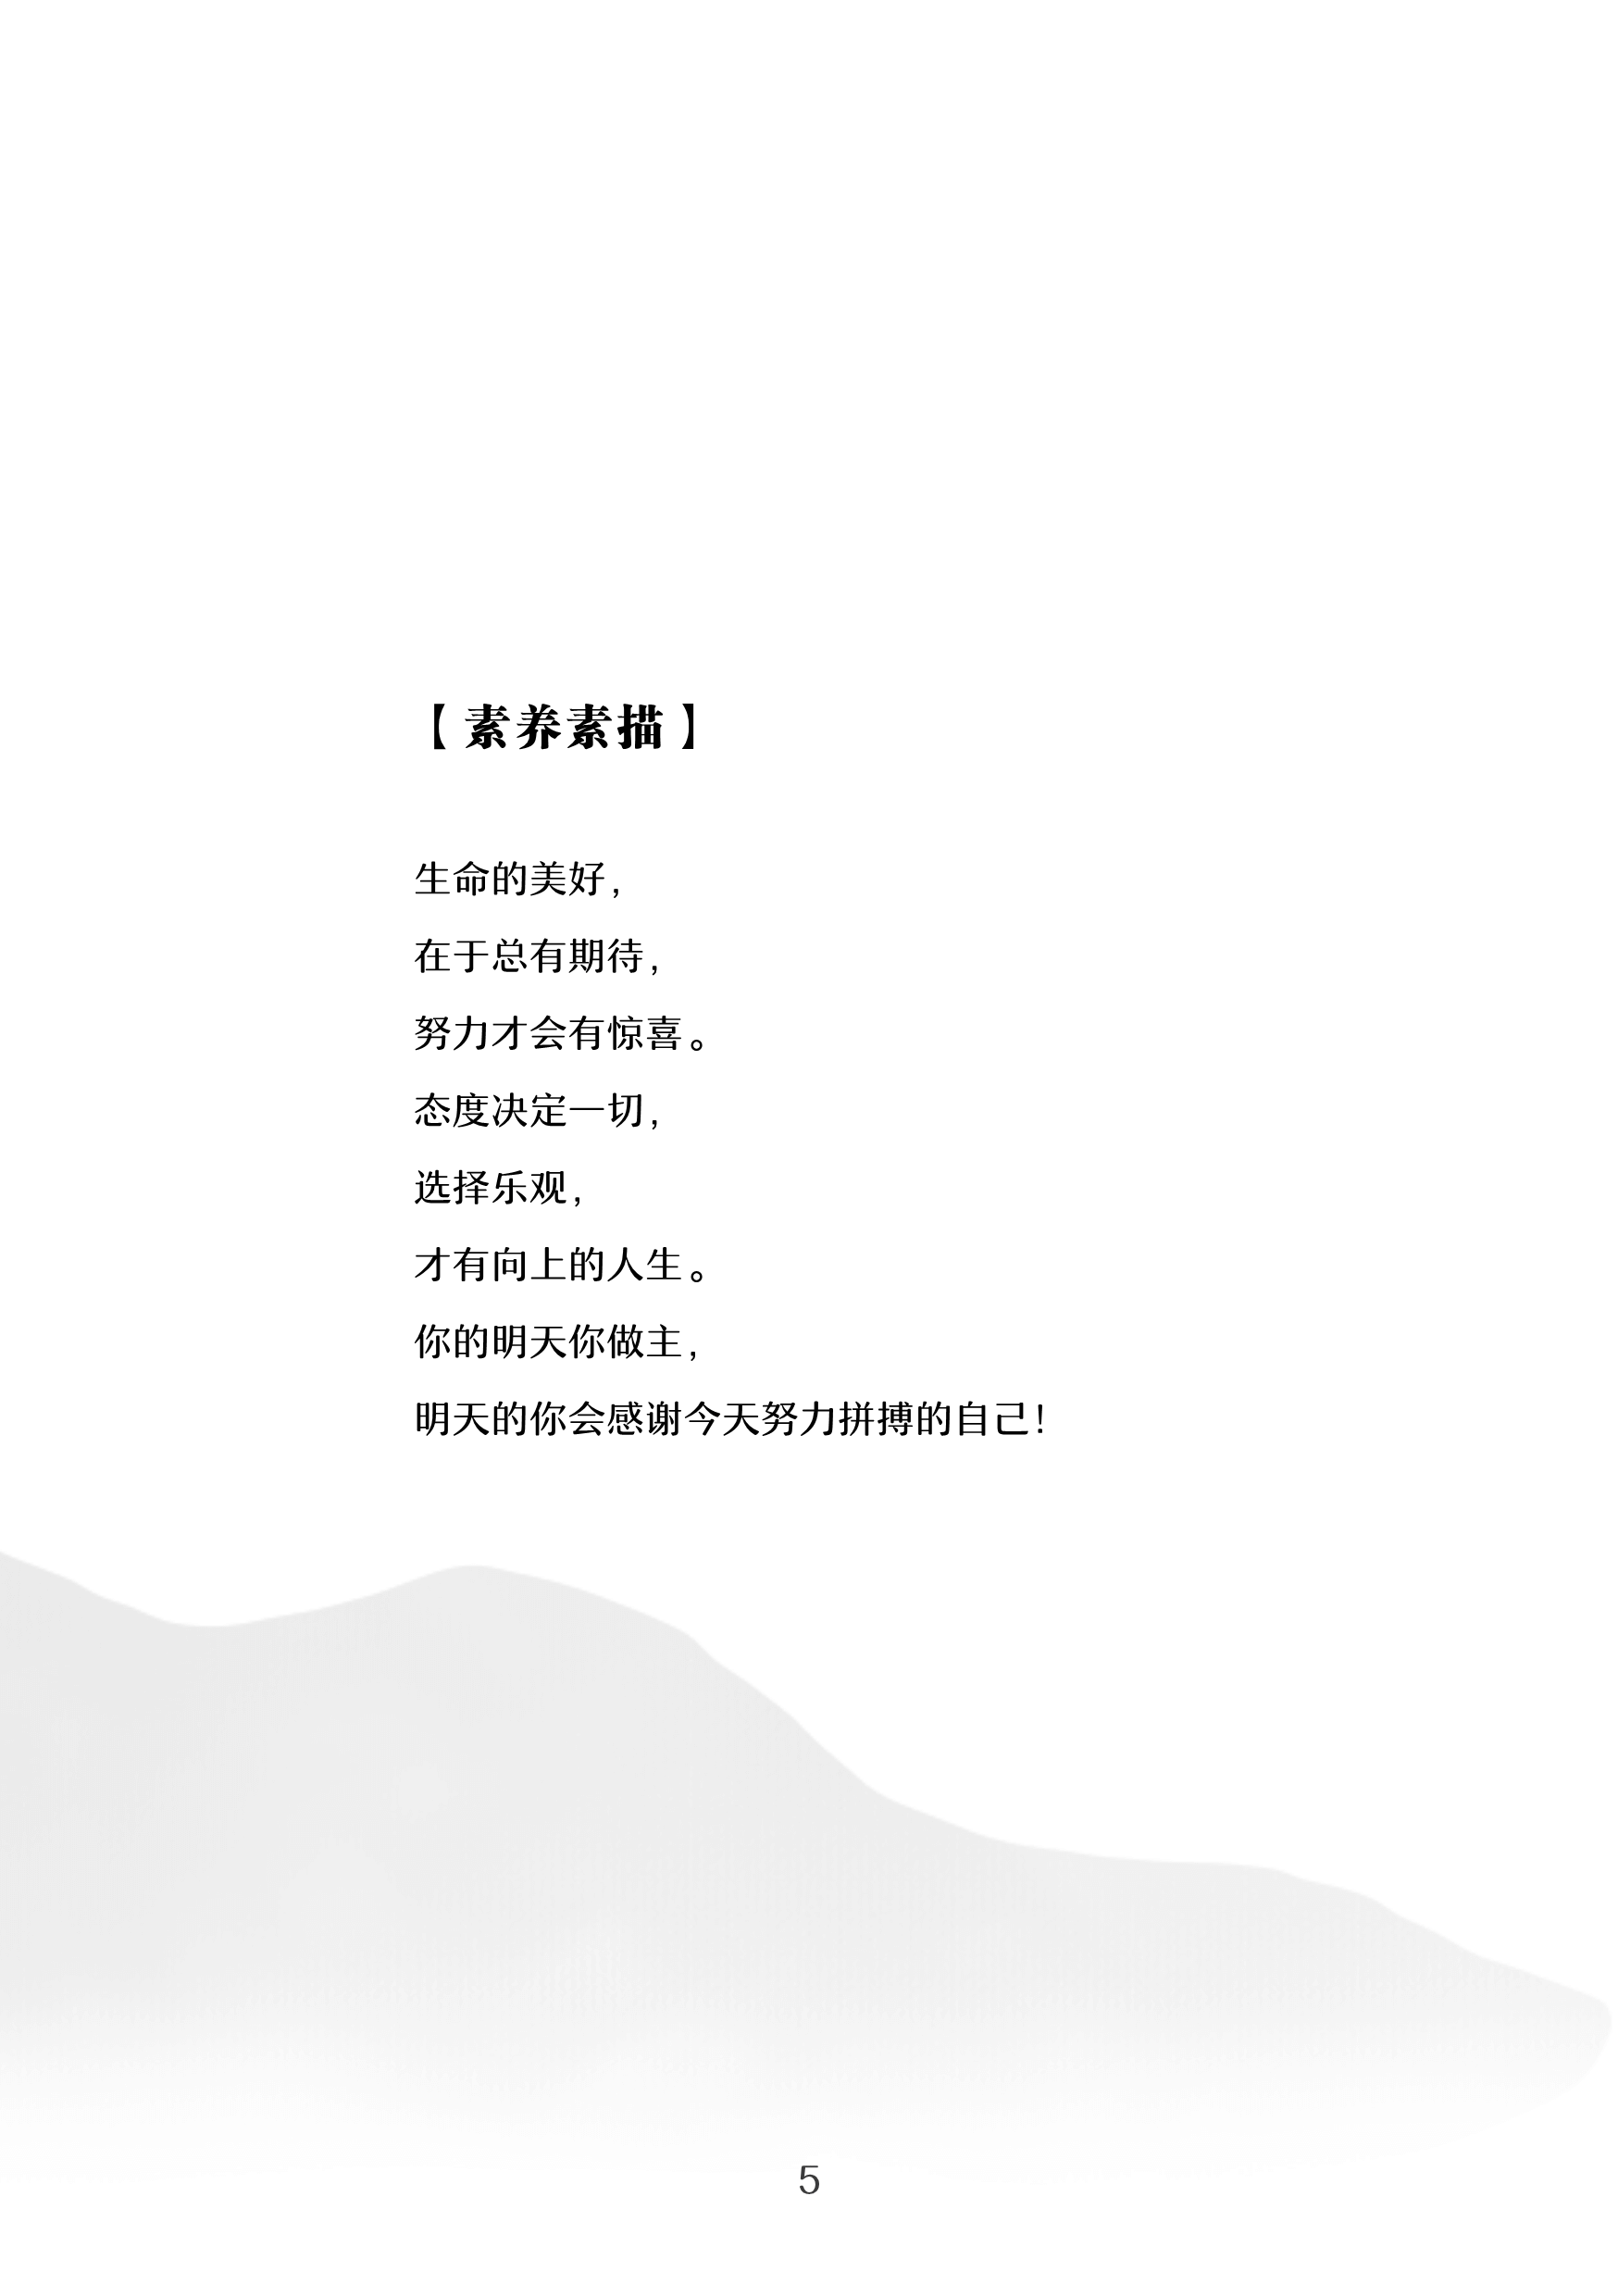 【素养素描】
生命的美好，
在于总有期待，
努力才会有惊喜。
态度决定一切，
选择乐观，
才有向上的人生。
你的明天你做主，
明天的你会感谢今天努力拼搏的自己！
5